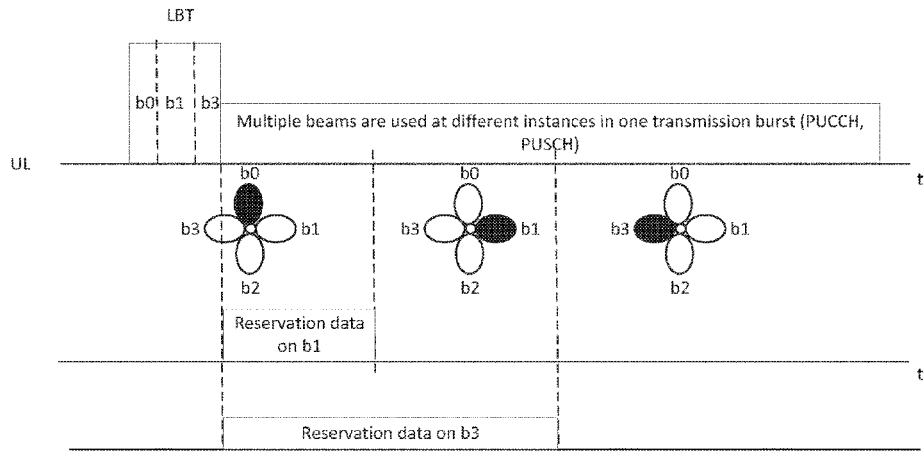 LBT
b0 b1 b3
Multiple beams are used at different instances in one transmission burst (PUCCH,
PUSCH)
UL
t
b0 b0 b0
b3 b1 b3 b1 b3 b1
b2 b2 b2
Reservation data
on b1
t
Reservation data on b3